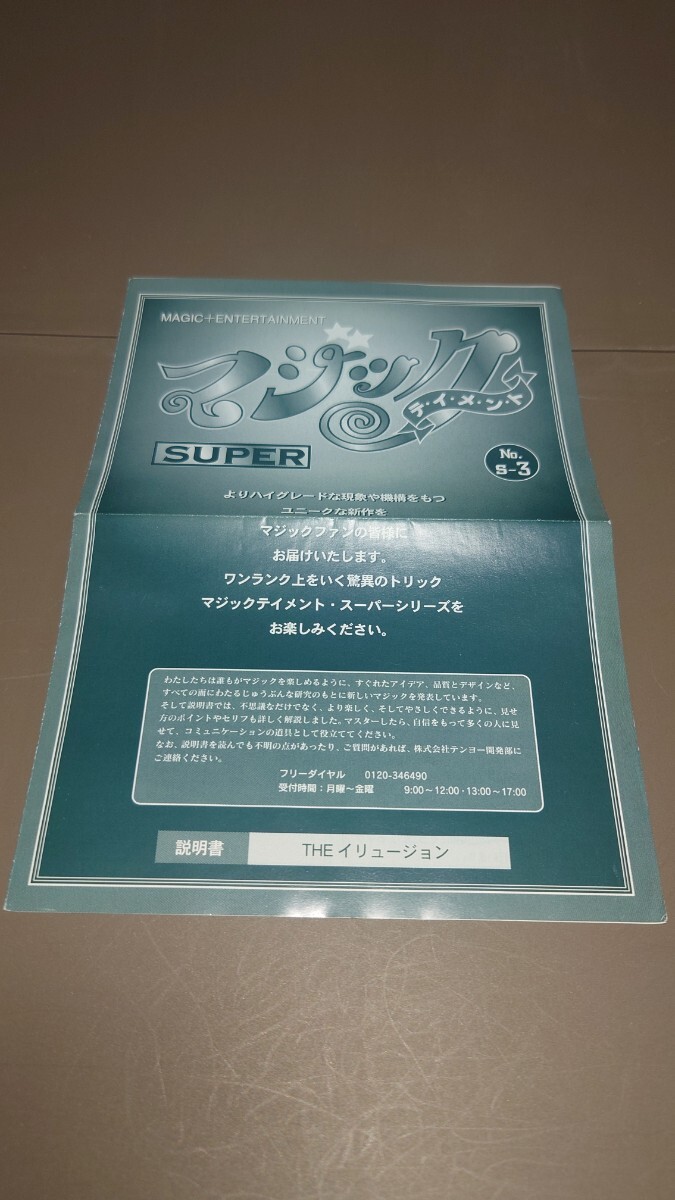 MAGIC+ENTERTAINMENT
マジック
テ・イ・メ・ン・ト
SUPER
No.
S-3
よりハイグレードな現象や機構をもつ
ユニークな新作を
マジックファンの皆様に
お届けいたします。
ワンランク上をいく驚異のトリック
マジックテイメント・スーパーシリーズを
お楽しみください。
わたしたちは誰もがマジックを楽しめるように、すぐれたアイデア、品質とデザインなど、
すべての面にわたるじゅうぶんな研究のもとに新しいマジックを発表しています。
そして説明書では、不思議なだけでなく、より楽しく、そしてやさしくできるように、見せ
方のポイントやセリフも詳しく解説しました。マスターしたら、自信をもって多くの人に見
せて、コミュニケーションの道具として役立ててください。
なお、説明書を読んでも不明の点があったり、ご質問があれば、株式会社テンヨー開発部に
ご連絡ください。
フリーダイヤル 0120-346490
受付時間：月曜～金曜 9:00～12:00・13:00～17:00
説明書 THE イリュージョン